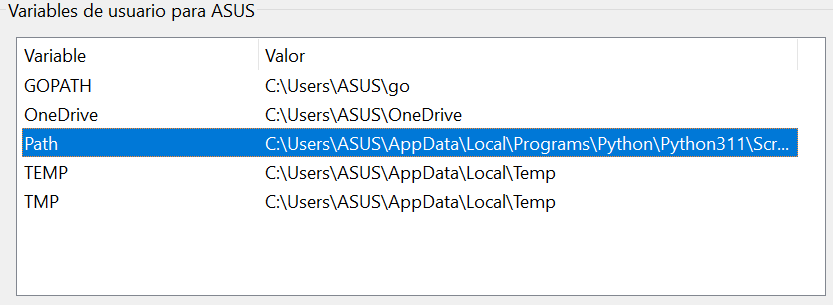 Variables de usuario para ASUS
Variable Valor
GOPATH C:\Users\ASUS\go
OneDrive C:\Users\ASUS\OneDrive
Path C:\Users\ASUS\AppData\Local\Programs\Python\Python311\Scr...
TEMP C:\Users\ASUS\AppData\Local\Temp
TMP C:\Users\ASUS\AppData\Local\Temp